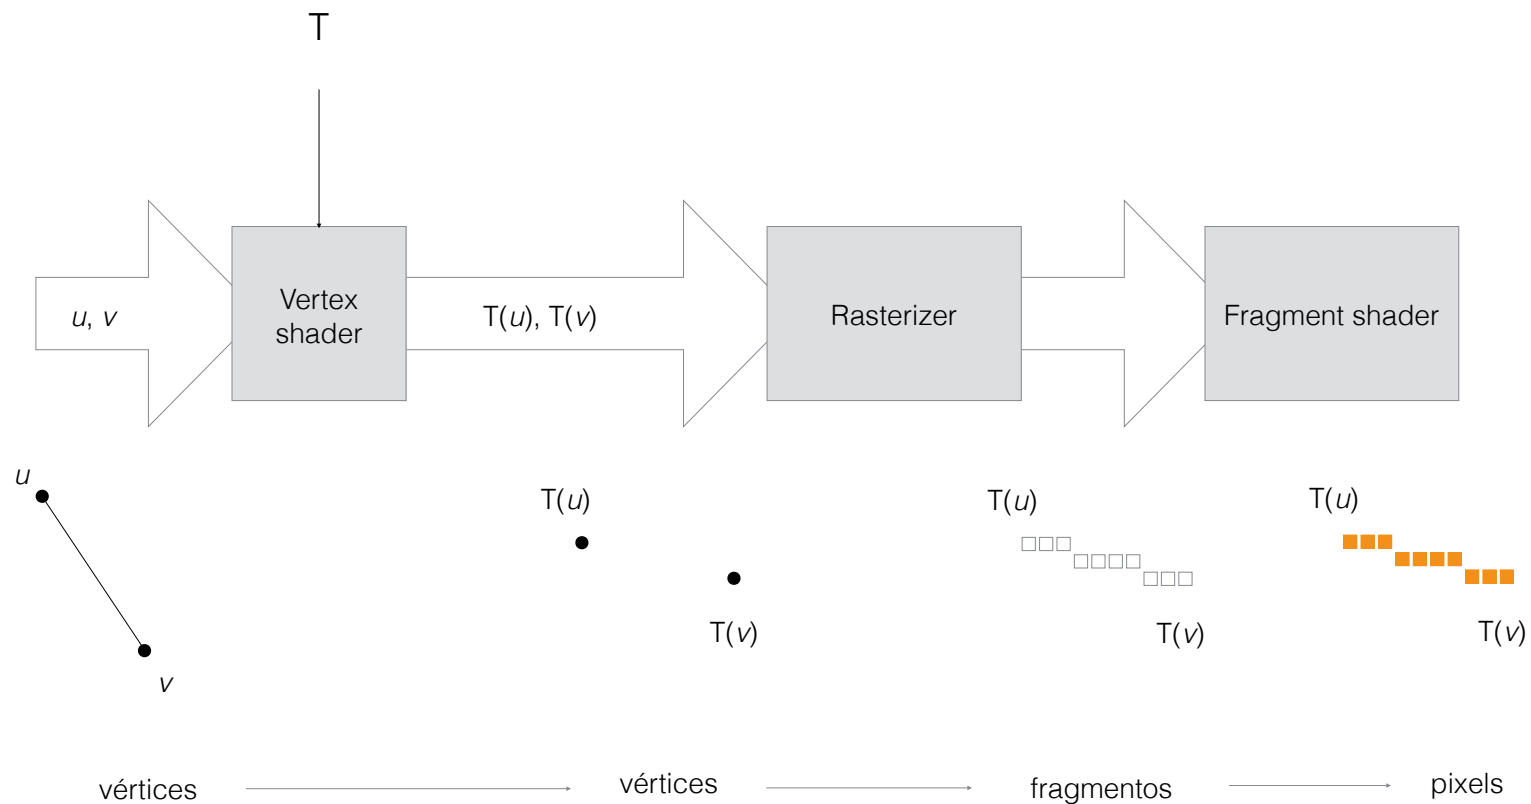 T
u, v
Vertex
shader
T(u), T(v)
Rasterizer
Fragment shader
u
v
T(u)
T(v)
T(u)
T(v)
T(u)
T(v)
vértices
vértices
fragmentos
pixels